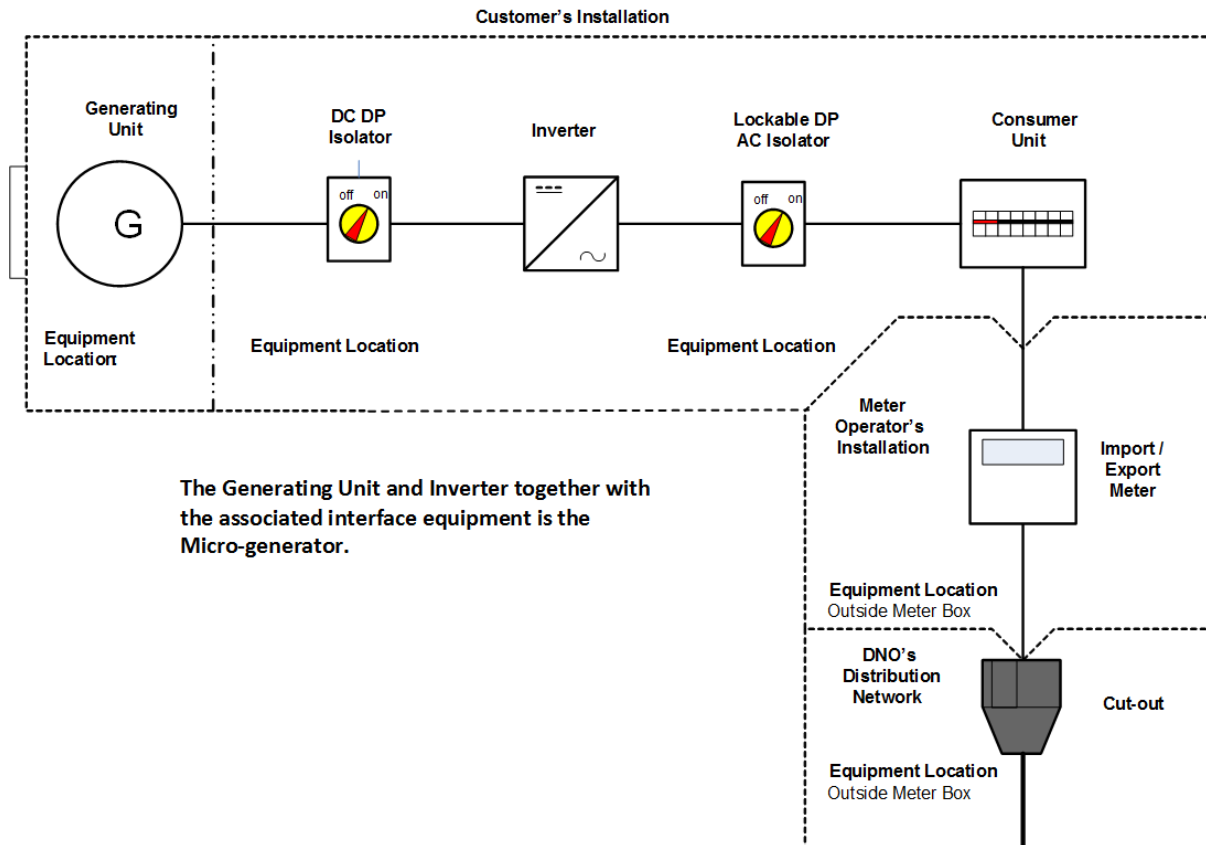 Customer’s Installation
Generating
Unit
DC DP
Isolator
Inverter
Lockable DP
AC Isolator
Consumer
Unit
off
on
off
on
G
Equipment
Location:
Equipment Location
Equipment Location
Meter
Operator’s
Installation
Import /
Export
Meter
The Generating Unit and Inverter together with
the associated interface equipment is the
Micro-generator.
Equipment Location
Outside Meter Box
DNO’s
Distribution
Network
Cut-out
Equipment Location
Outside Meter Box